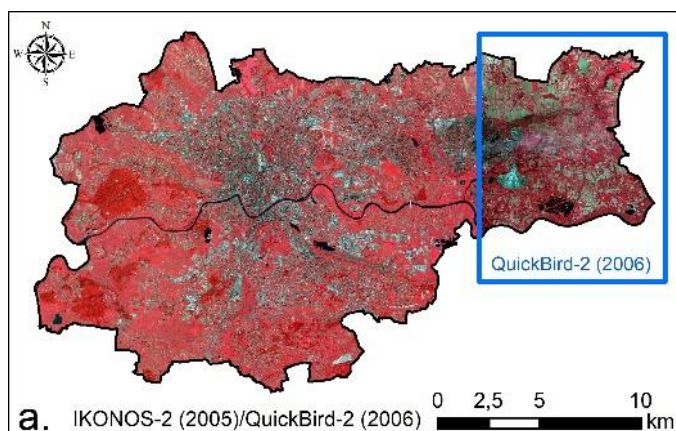 N
W E
S
QuickBird-2 (2006)
0 2,5 5 10
km
a. IKONOS-2 (2005)/QuickBird-2 (2006)